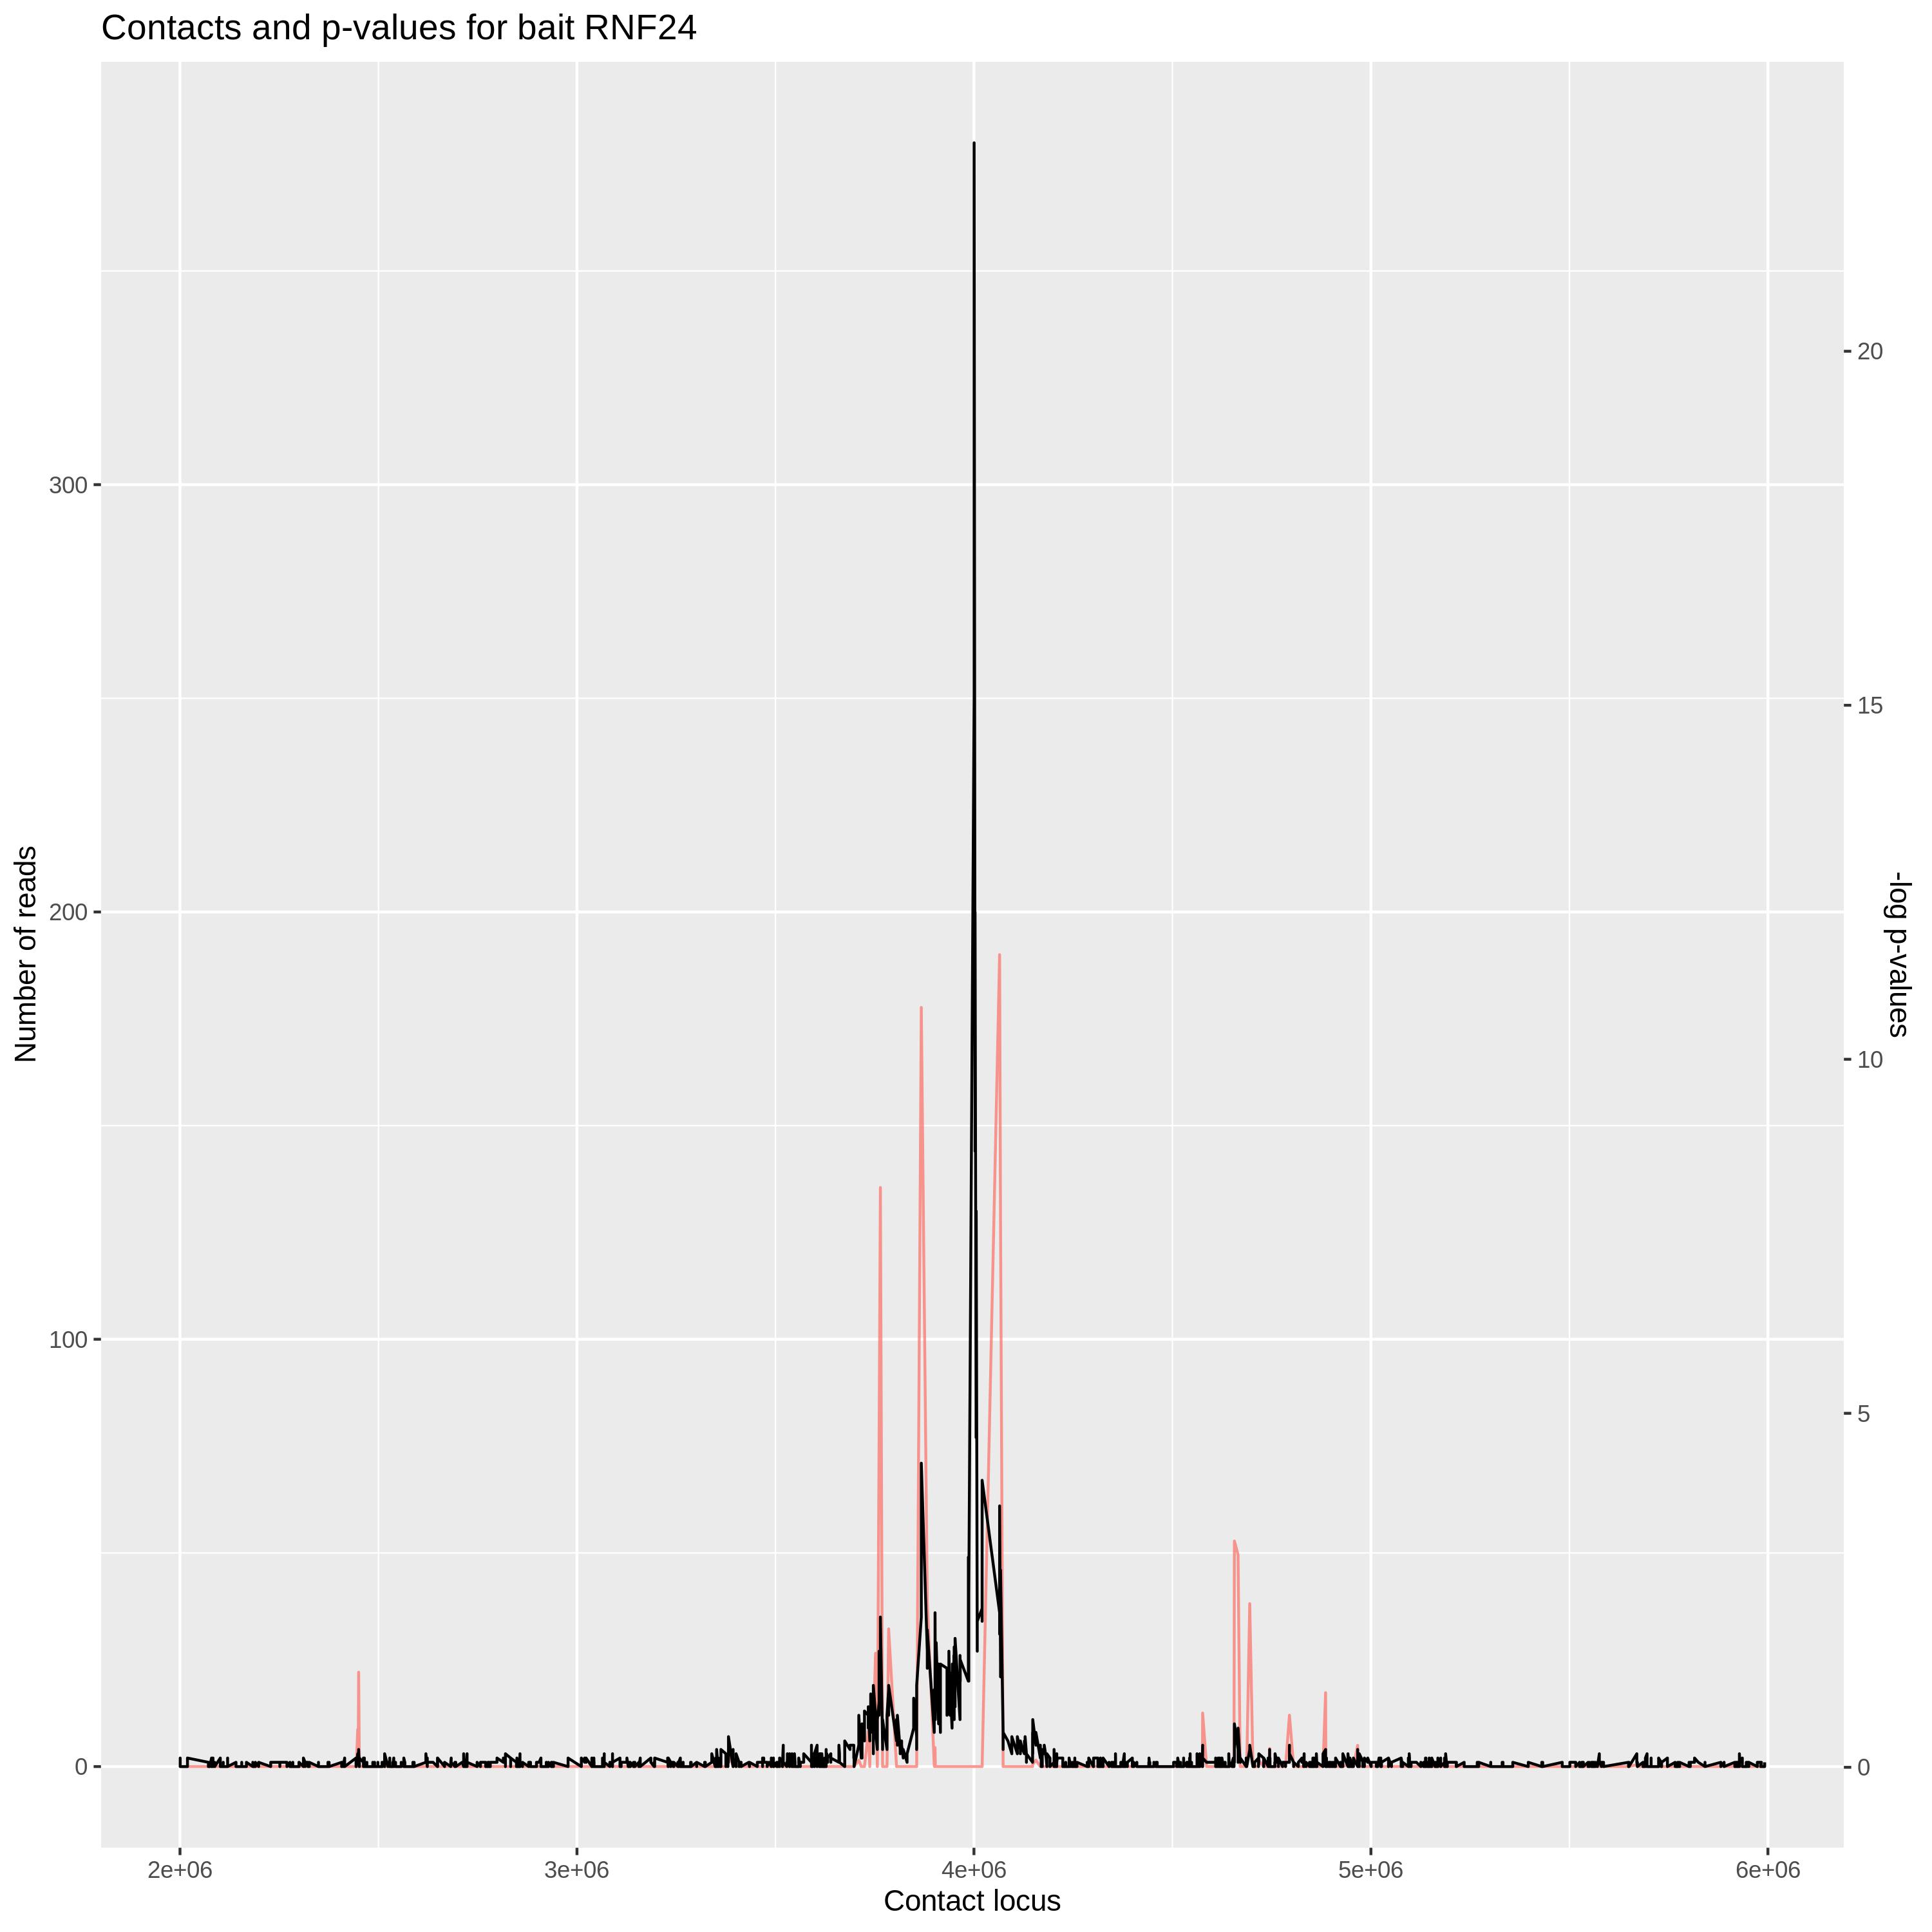 Contacts and p-values for bait RNF24
Number of reads
300
200
100
0
20
15
10
5
0
-log p-values
2e+06
3e+06
4e+06
5e+06
6e+06
Contact locus